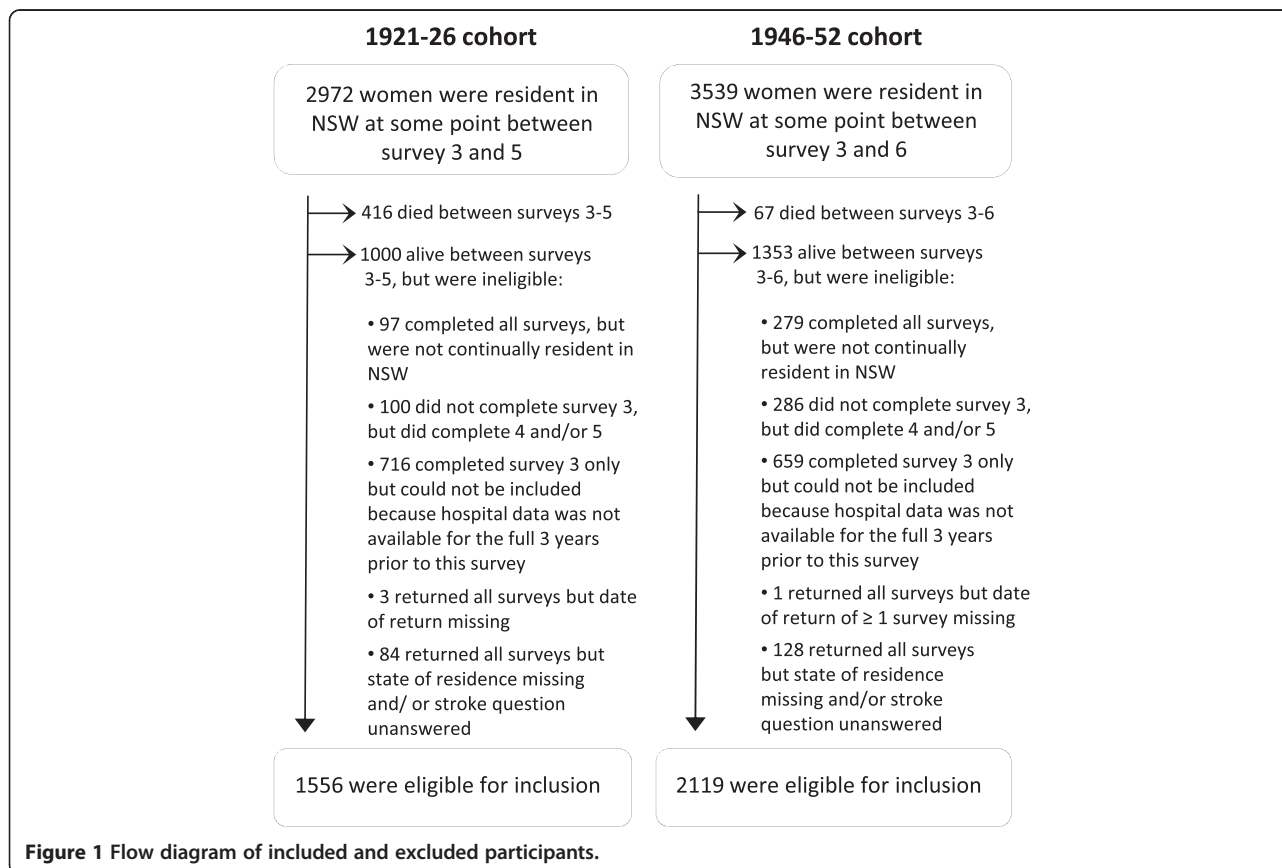 1921-26 cohort
2972 women were resident in
NSW at some point between
survey 3 and 5
416 died between surveys 3-5
1000 alive between surveys
3-5, but were ineligible:
• 97 completed all surveys, but
were not continually resident in
NSW
• 100 did not complete survey 3,
but did complete 4 and/or 5
• 716 completed survey 3 only
but could not be included
because hospital data was not
available for the full 3 years
prior to this survey
• 3 returned all surveys but date
of return missing
• 84 returned all surveys but
state of residence missing
and/ or stroke question
unanswered
1556 were eligible for inclusion
1946-52 cohort
3539 women were resident in
NSW at some point between
survey 3 and 6
67 died between surveys 3-6
1353 alive between surveys
3-6, but were ineligible:
• 279 completed all surveys,
but were not continually
resident in NSW
• 286 did not complete survey 3,
but did complete 4 and/or 5
• 659 completed survey 3 only
but could not be included
because hospital data was not
available for the full 3 years
prior to this survey
• 1 returned all surveys but date
of return of ≥ 1 survey missing
• 128 returned all surveys
but state of residence
missing and/or stroke
question unanswered
2119 were eligible for inclusion
Figure 1 Flow diagram of included and excluded participants.